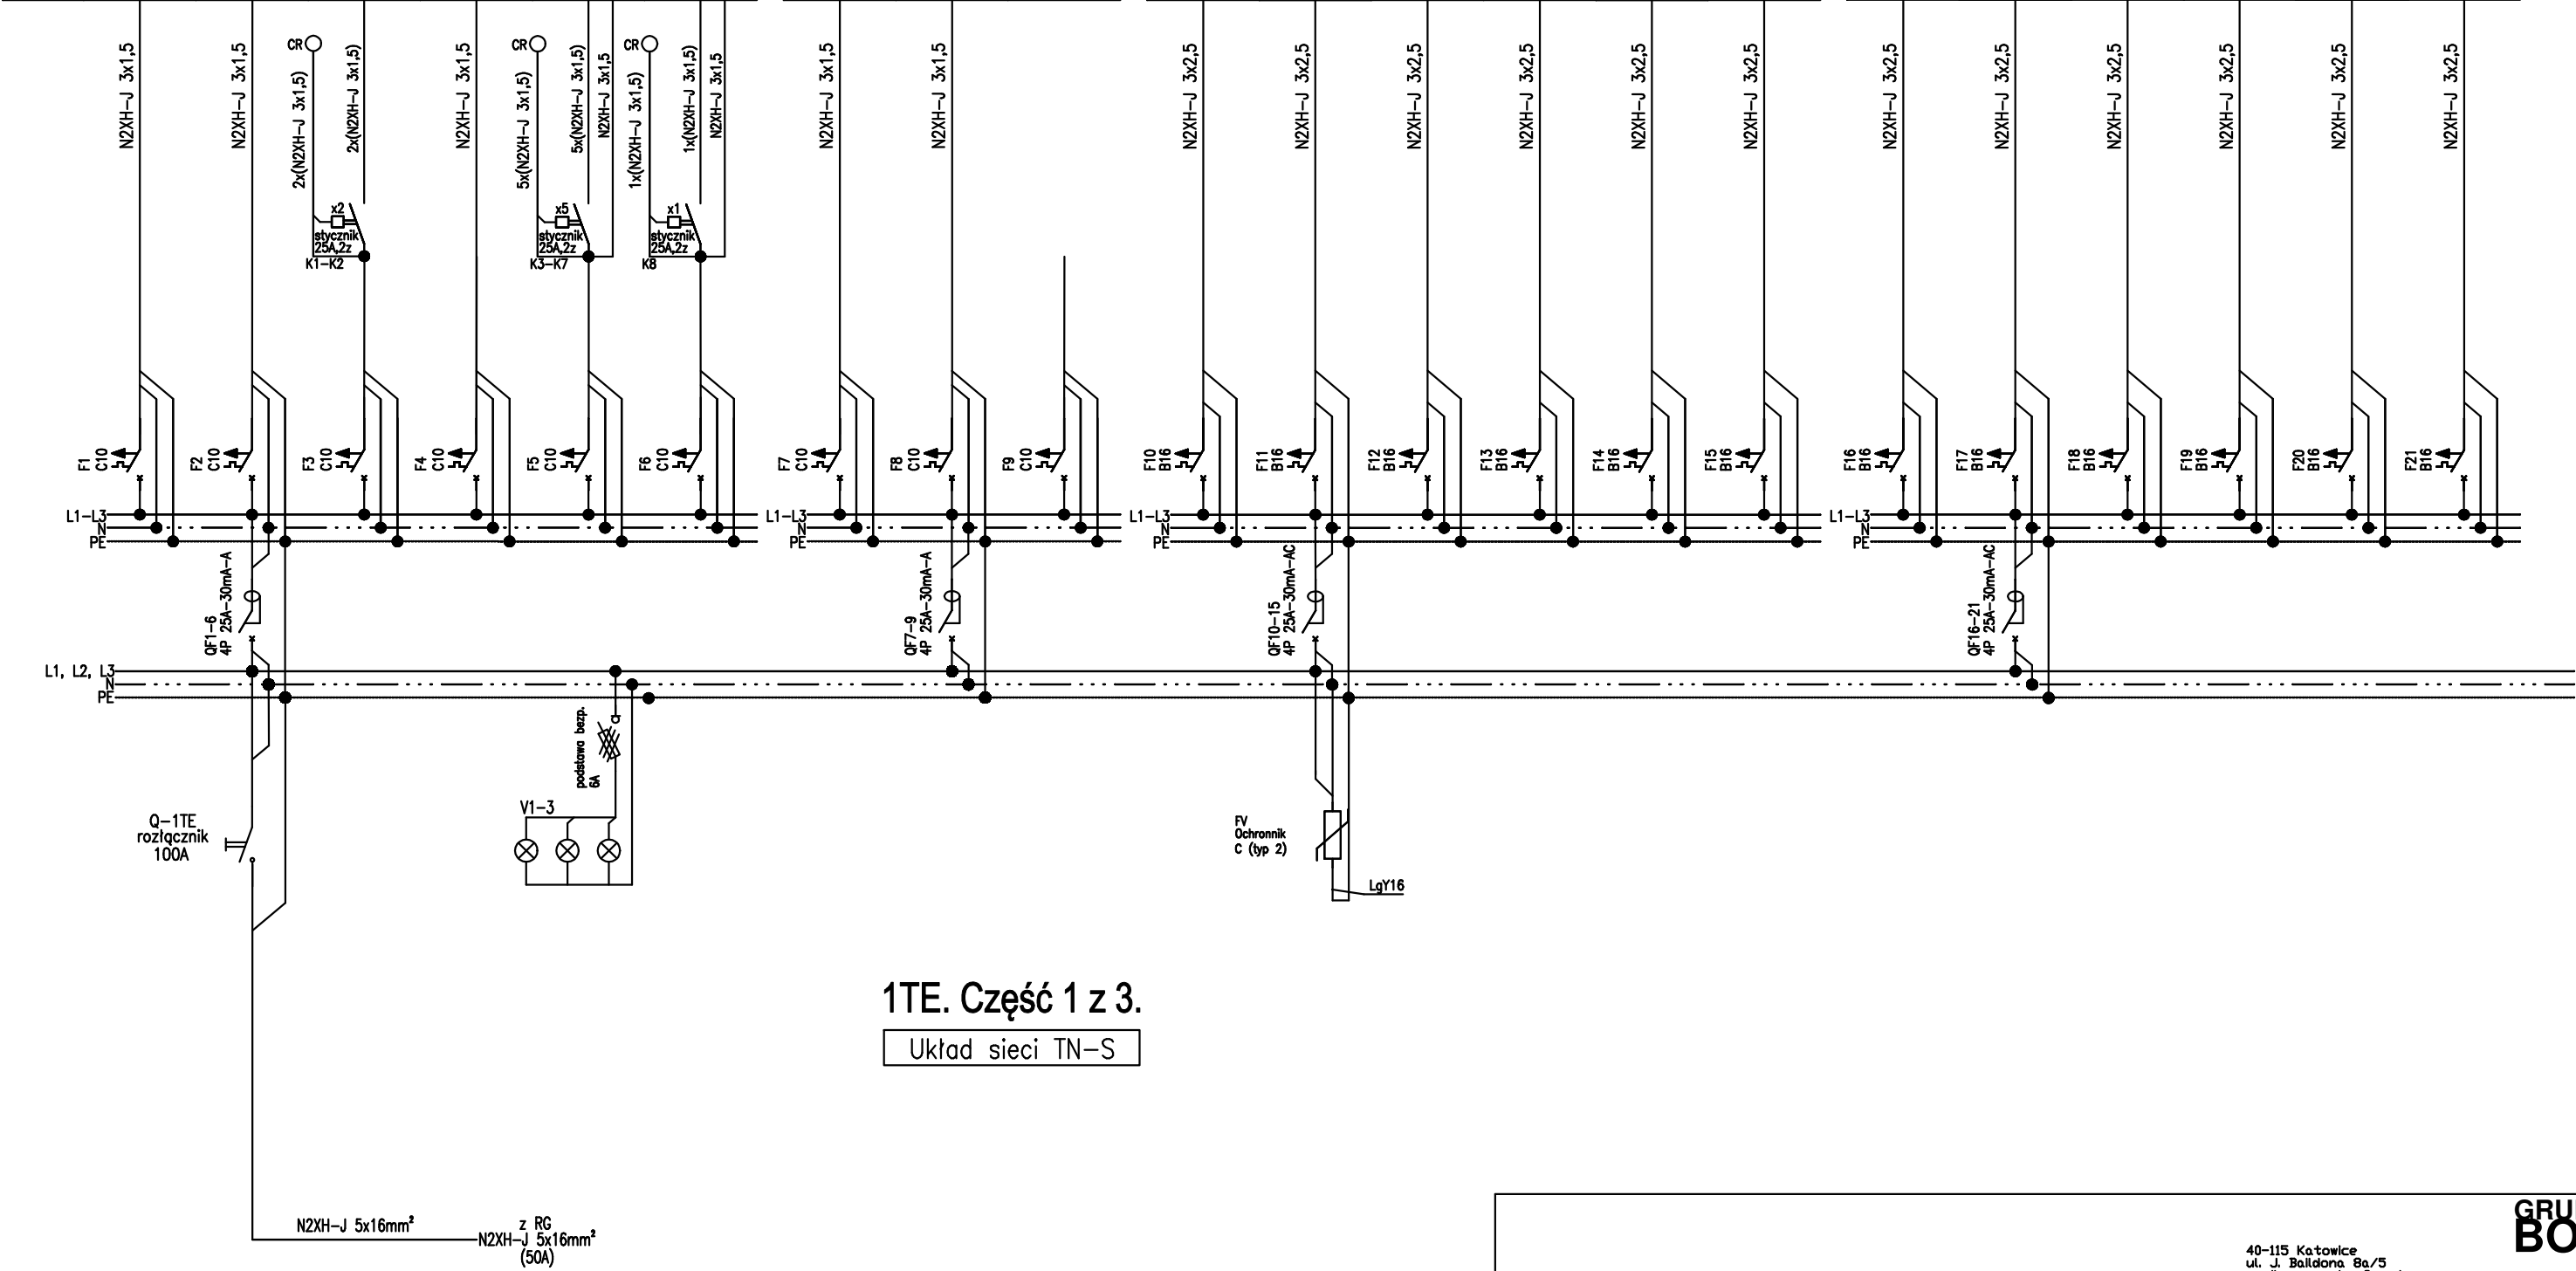 N2XH-J 3x1,5
N2XH-J 3x1,5
CR
2x(N2XH-J 3x1,5)
2x(N2XH-J 3x1,5)
N2XH-J 3x1,5
CR
5x(N2XH-J 3x1,5)
5x(N2XH-J 3x1,5)
N2XH-J 3x1,5
CR
1x(N2XH-J 3x1,5)
1x(N2XH-J 3x1,5)
N2XH-J 3x1,5
N2XH-J 3x1,5
N2XH-J 3x1,5
N2XH-J 3x2,5
N2XH-J 3x2,5
N2XH-J 3x2,5
N2XH-J 3x2,5
N2XH-J 3x2,5
N2XH-J 3x2,5
N2XH-J 3x2,5
N2XH-J 3x2,5
N2XH-J 3x2,5
N2XH-J 3x2,5
N2XH-J 3x2,5
N2XH-J 3x2,5
x2
stycznik
25A,2z
K1-K2
x5
stycznik
25A,2z
K3-K7
x1
stycznik
25A,2z
K8
F1
C10
F2
C10
F3
C10
F4
C10
F5
C10
F6
C10
F7
C10
F8
C10
F9
C10
F10
B16
F11
B16
F12
B16
F13
B16
F14
B16
F15
B16
F16
B16
F17
B16
F18
B16
F19
B16
F20
B16
F21
B16
L1-L3
N
PE
L1-L3
N
PE
L1-L3
N
PE
L1-L3
N
PE
QF1-6
4P 25A-30mA-A
QF7-9
4P 25A-30mA-A
QF10-15
4P 25A-30mA-AC
QF16-21
4P 25A-30mA-AC
L1, L2, L3
N
PE
podstawa bezp.
6A
V1-3
Q-1TE
rozłącznik
100A
FV
Ochronnik
C (typ 2)
LgY16
1TE. Część 1 z 3.
Układ sieci TN-S
N2XH-J 5x16mm²
z RG
N2XH-J 5x16mm²
(50A)
GRU
BO
40-115 Katowice
ul. J. Baildona 8a/5